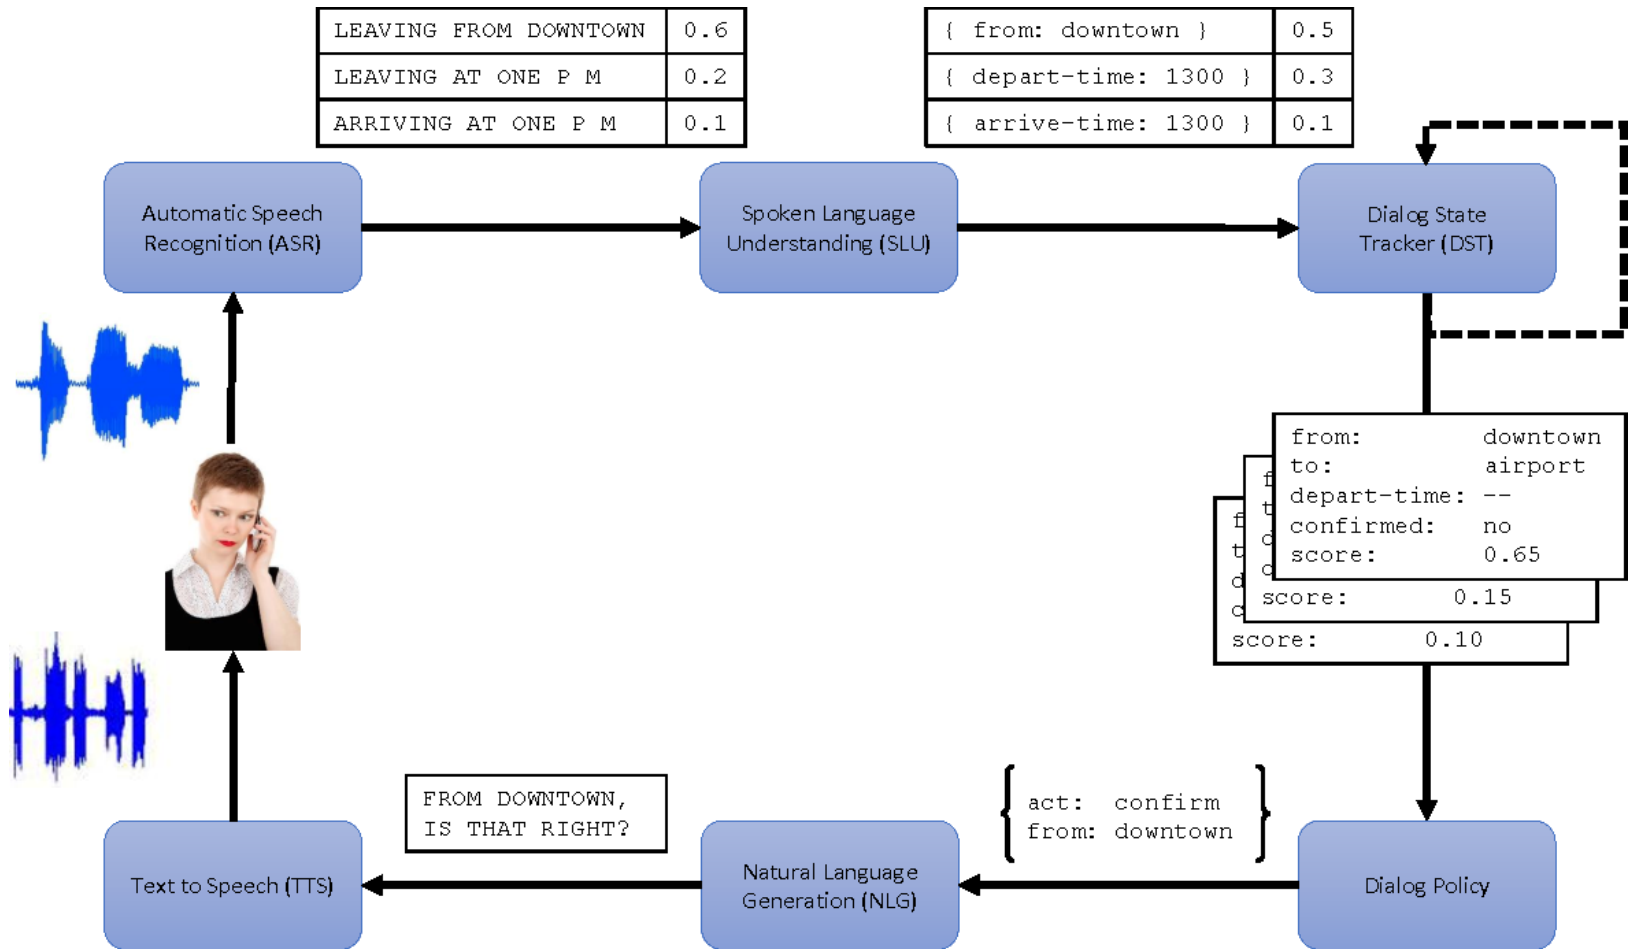 LEAVING FROM DOWNTOWN 0.6
LEAVING AT ONE P M 0.2
ARRIVING AT ONE P M 0.1
{ from: downtown } 0.5
{ depart-time: 1300 } 0.3
{ arrive-time: 1300 } 0.1
Automatic Speech
Recognition (ASR)
Spoken Language
Understanding (SLU)
Dialog State
Tracker (DST)
from: downtown
to: airport
depart-time: --
confirmed: no
score: 0.65
f
t
d
c
score: 0.15
f
t
d
c
score: 0.10
FROM DOWNTOWN,
IS THAT RIGHT?
{ act: confirm
from: downtown }
Text to Speech (TTS)
Natural Language
Generation (NLG)
Dialog Policy